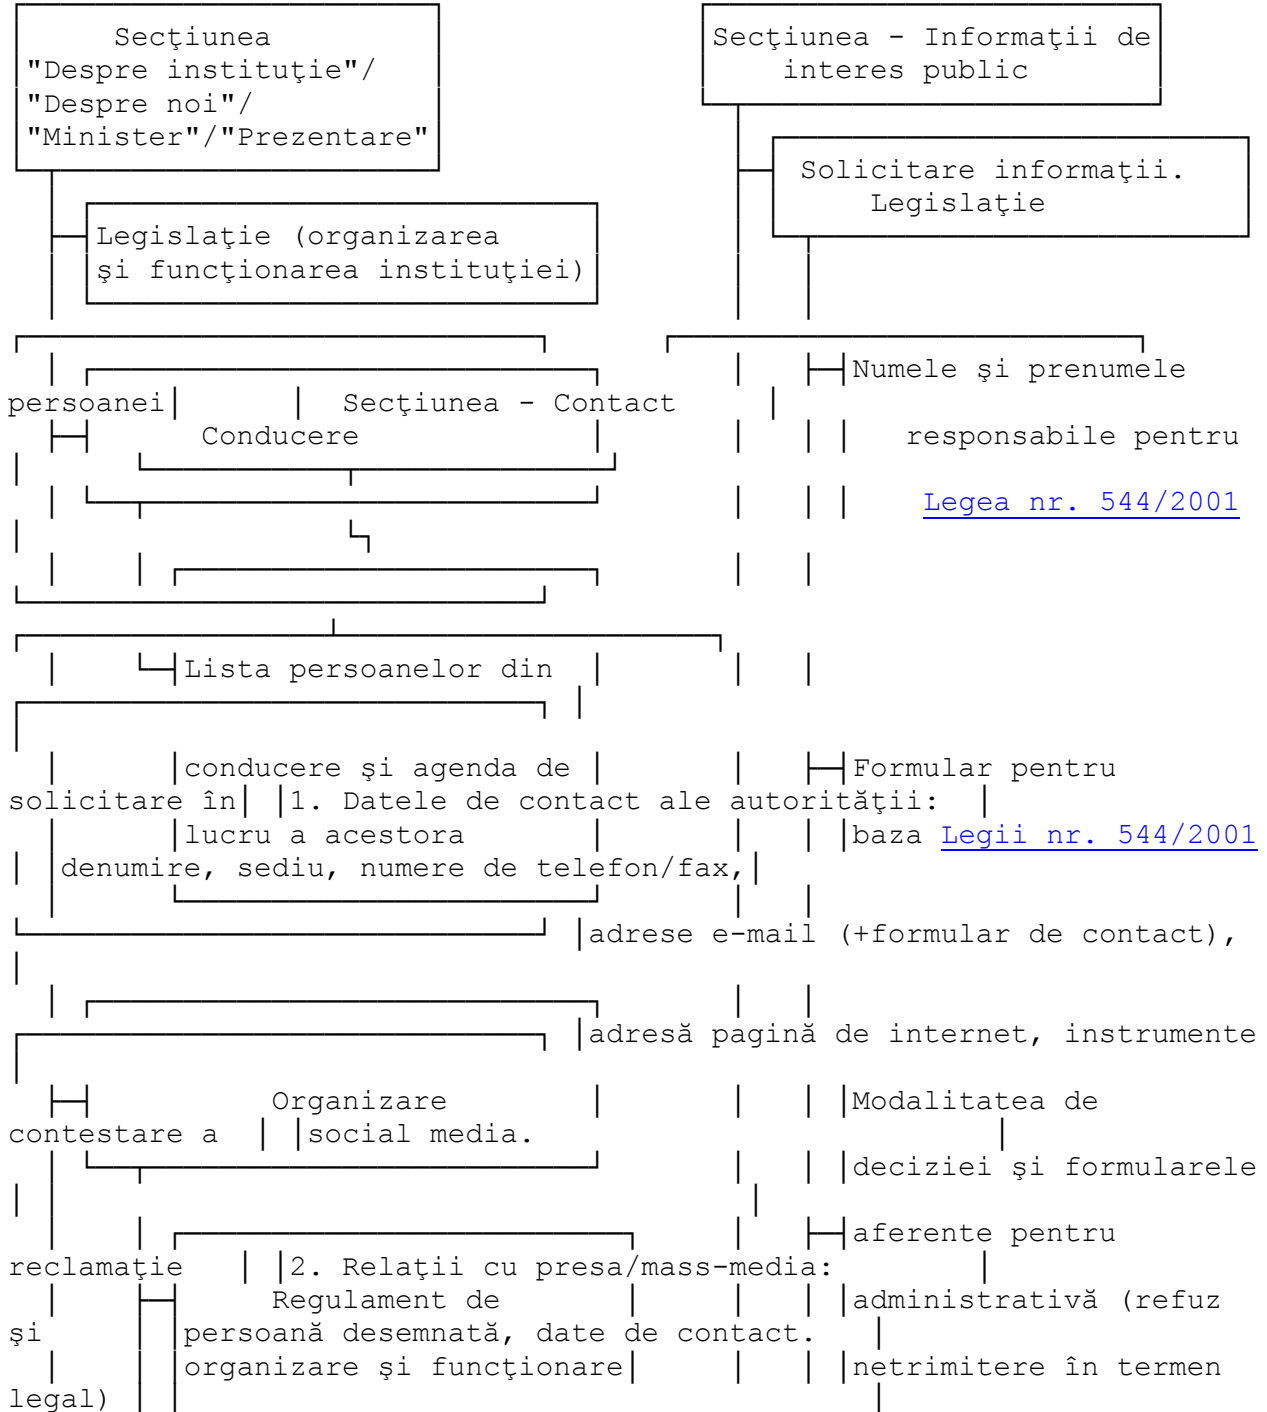 Secţiunea
Secţiunea - Informaţii de
"Despre instituţie"/
interes public
"Despre noi"/
"Minister"/"Prezentare"
Solicitare informaţii.
Legislaţie
Legislaţie (organizarea
şi funcţionarea instituţiei)
Numele şi prenumele
persoanei Secţiunea - Contact
Conducere responsabile pentru
Legea nr. 544/2001
Lista persoanelor din
conducere şi agenda de Formular pentru
solicitare în 1. Datele de contact ale autorităţii:
lucru a acestora baza Legii nr. 544/2001
denumire, sediu, numere de telefon/fax,
adrese e-mail (+formular de contact),
adresă pagină de internet, instrumente
Organizare Modalitatea de
contestare a social media.
deciziei şi formularele
aferente pentru
reclamaţie 2. Relaţii cu presa/mass-media:
Regulament de administrativă (refuz
şi persoană desemnată, date de contact.
organizare şi funcţionare netrimitere în termen
legal)